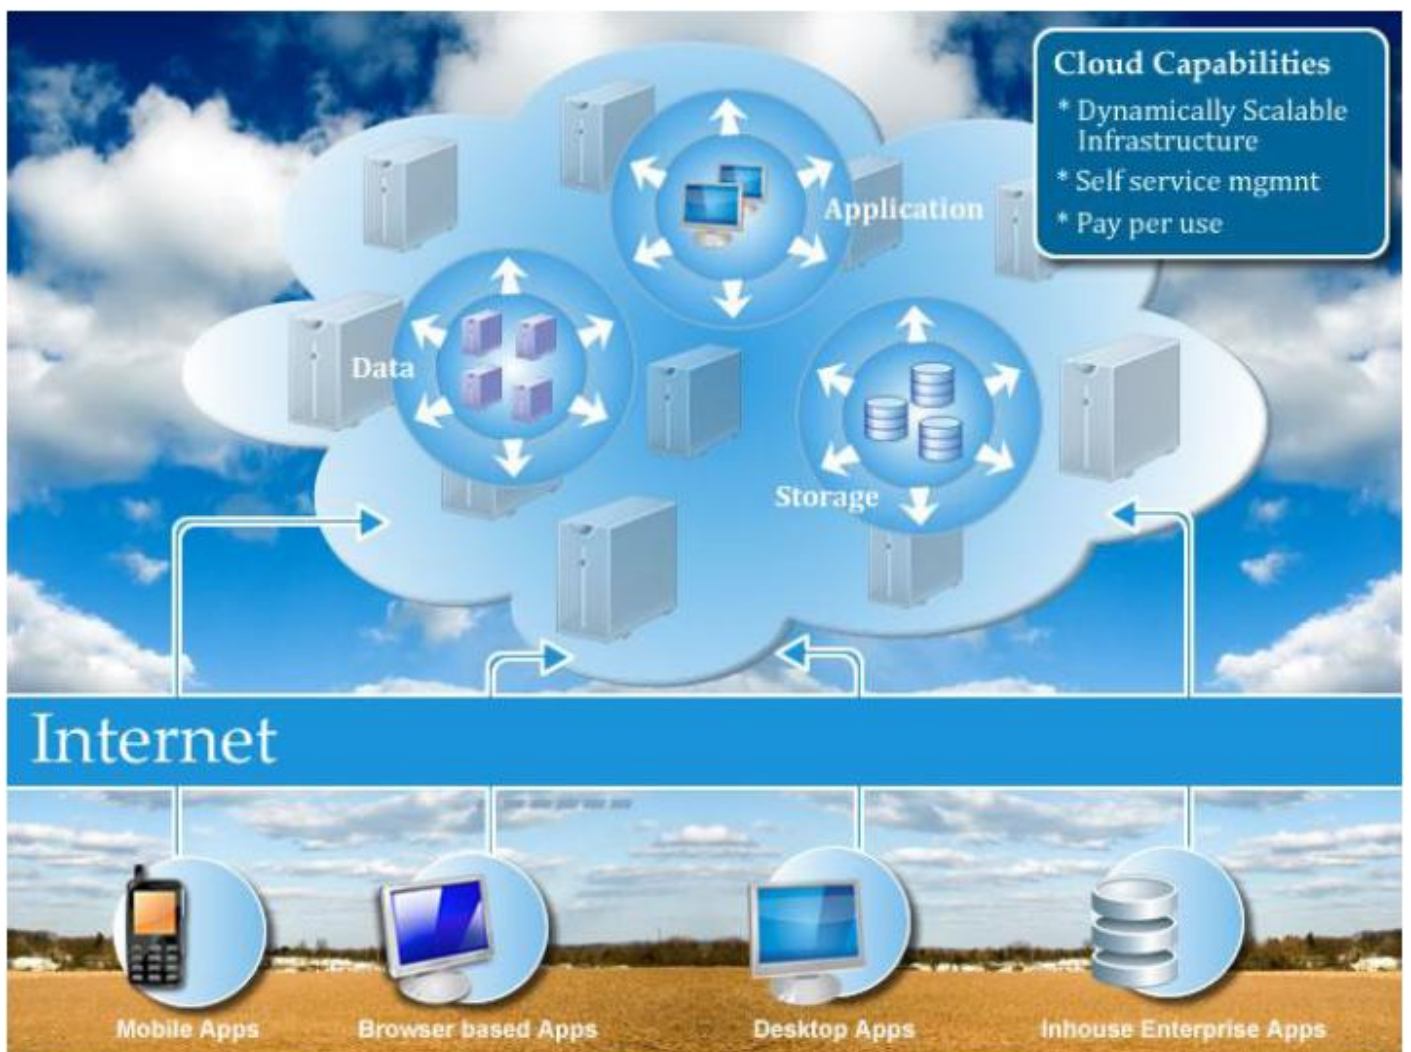 Cloud Capabilities
* Dynamically Scalable
Infrastructure
* Self service mgmnt
* Pay per use
Application
Data
Storage
Internet
Mobile Apps
Browser based Apps
Desktop Apps
Inhouse Enterprise Apps